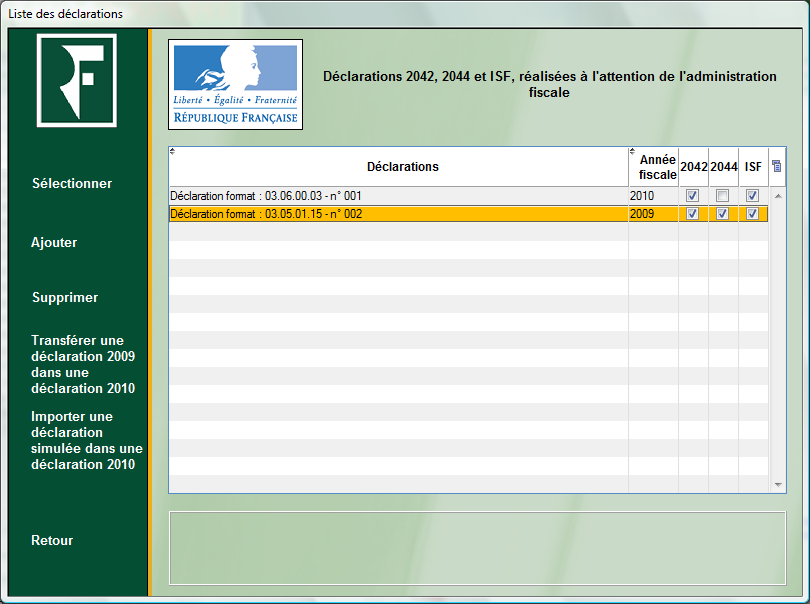 Liste des déclarations
Liberté • Égalité • Fraternité
RÉPUBLIQUE FRANÇAISE
Déclarations 2042, 2044 et ISF, réalisées à l'attention de l'administration
fiscale
Sélectionner
Ajouter
Supprimer
Transférer une
déclaration 2009
dans une
déclaration 2010
Importer une
déclaration
simulée dans une
déclaration 2010
Retour
Déclarations Année fiscale 2042 2044 ISF
Déclaration format : 03.06.00.03 - n° 001 2010
Déclaration format : 03.05.01.15 - n° 002 2009